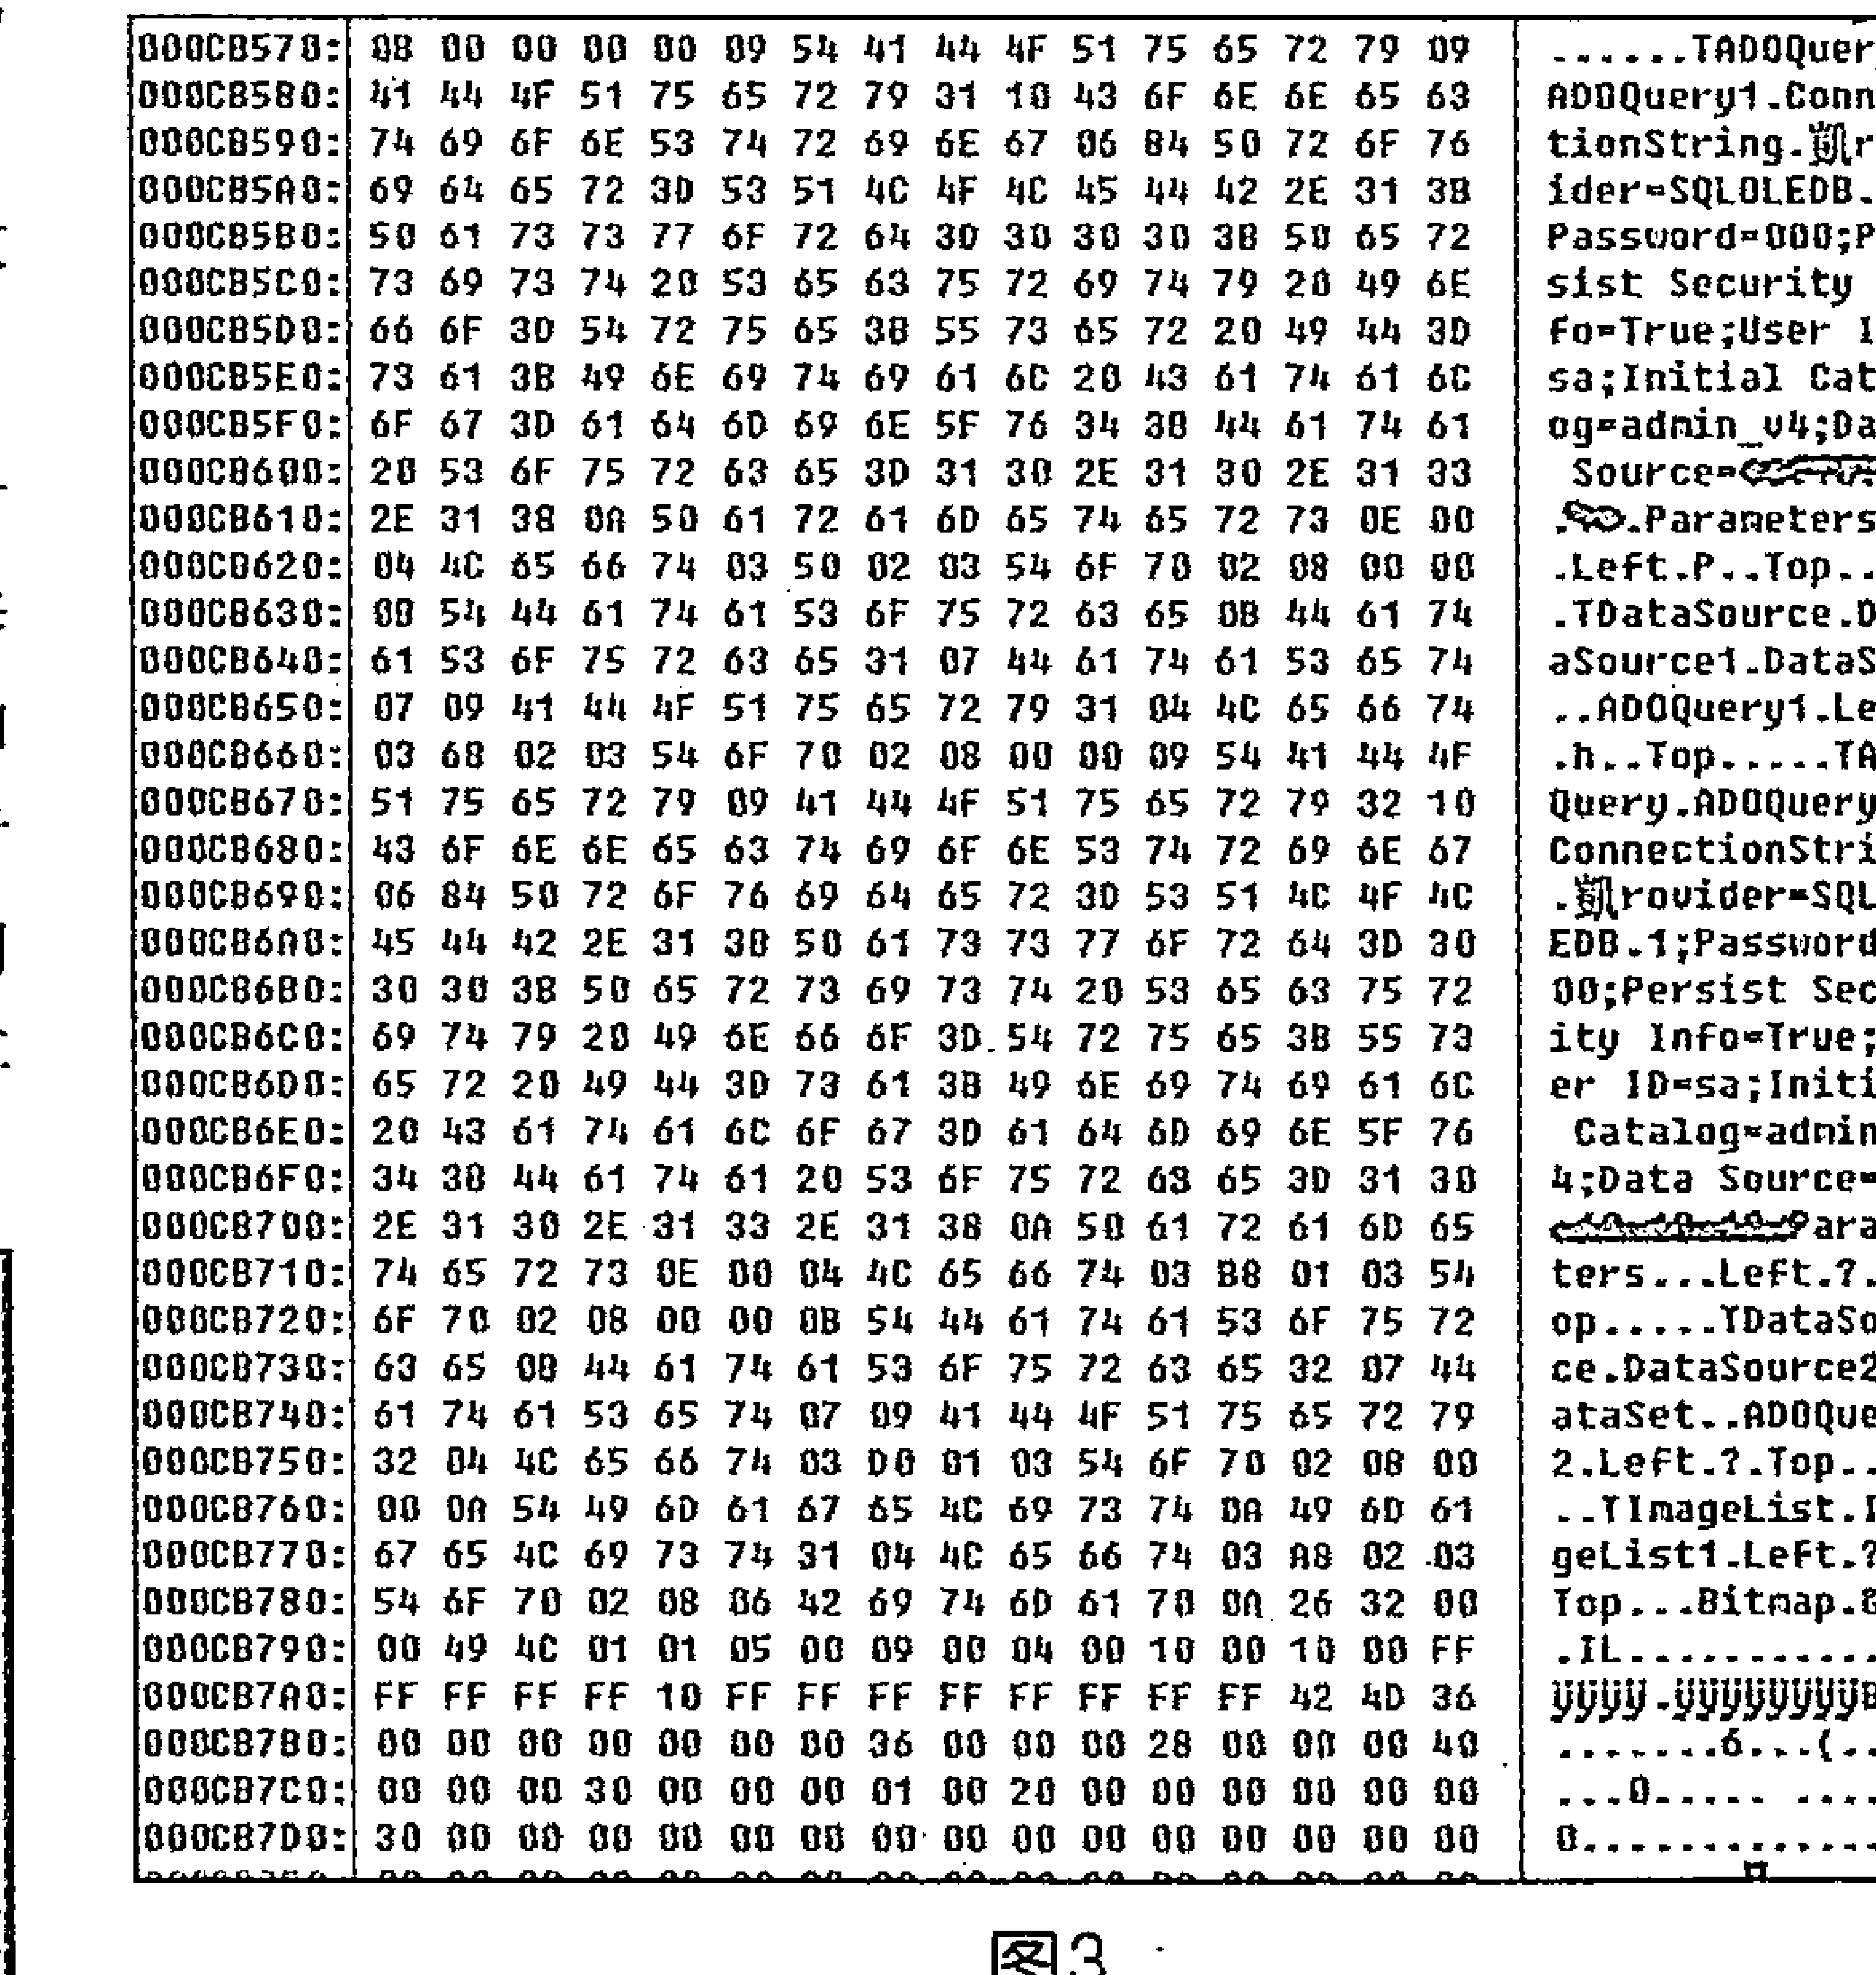 000CB570: 0B 00 00 00 00 09 54 41 44 4F 51 75 65 72 79 09 ......TADOQuer
000CB580: 41 44 4F 51 75 65 72 79 31 10 43 6F 6E 6E 65 63 ADOQuery1.Conn
000CB590: 74 69 6F 6E 53 74 72 69 6E 67 06 84 50 72 6F 76 tionString.剀r
000CB5A0: 69 64 65 72 3D 53 51 4C 4F 4C 45 44 42 2E 31 3B ider=SQLOLEDB.
000CB5B0: 50 61 73 73 77 6F 72 64 3D 30 30 30 3B 50 65 72 Password=000;P
000CB5C0: 73 69 73 74 20 53 65 63 75 72 69 74 79 20 49 6E sist Security
000CB5D0: 66 6F 3D 54 72 75 65 3B 55 73 65 72 20 49 44 3D fo=True;User I
000CB5E0: 73 61 3B 49 6E 69 74 69 61 6C 20 43 61 74 61 6C sa;Initial Cat
000CB5F0: 6F 67 3D 61 64 6D 69 6E 5F 76 34 3B 44 61 74 61 og=admin_v4;Da
000CB600: 20 53 6F 75 72 63 65 3D 31 30 2E 31 30 2E 31 33 Source=
000CB610: 2E 31 38 0A 50 61 72 61 6D 65 74 65 72 73 0E 00 .Parameters
000CB620: 04 4C 65 66 74 03 50 02 03 54 6F 70 02 08 00 00 .Left.P..Top..
000CB630: 0B 54 44 61 74 61 53 6F 75 72 63 65 0B 44 61 74 .TDataSource.D
000CB640: 61 53 6F 75 72 63 65 31 07 44 61 74 61 53 65 74 aSource1.DataS
000CB650: 07 09 41 44 4F 51 75 65 72 79 31 04 4C 65 66 74 ..ADOQuery1.Le
000CB660: 03 68 02 03 54 6F 70 02 08 00 00 09 54 41 44 4F .h..Top.....TA
000CB670: 51 75 65 72 79 09 41 44 4F 51 75 65 72 79 32 10 Query.ADOQuery
000CB680: 43 6F 6E 6E 65 63 74 69 6F 6E 53 74 72 69 6E 67 ConnectionStri
000CB690: 06 84 50 72 6F 76 69 64 65 72 3D 53 51 4C 4F 4C .剀rovider=SQL
000CB6A0: 45 44 42 2E 31 3B 50 61 73 73 77 6F 72 64 3D 30 EDB.1;Password
000CB6B0: 30 30 3B 50 65 72 73 69 73 74 20 53 65 63 75 72 00;Persist Sec
000CB6C0: 69 74 79 20 49 6E 66 6F 3D 54 72 75 65 3B 55 73 ity Info=True;
000CB6D0: 65 72 20 49 44 3D 73 61 3B 49 6E 69 74 69 61 6C er ID=sa;Initi
000CB6E0: 20 43 61 74 61 6C 6F 67 3D 61 64 6D 69 6E 5F 76 Catalog=admin
000CB6F0: 34 3B 44 61 74 61 20 53 6F 75 72 63 65 3D 31 30 4;Data Source=
000CB700: 2E 31 30 2E 31 33 2E 31 38 0A 50 61 72 61 6D 65 Para
000CB710: 74 65 72 73 0E 00 04 4C 65 66 74 03 B8 01 03 54 ters...Left.?.
000CB720: 6F 70 02 08 00 00 0B 54 44 61 74 61 53 6F 75 72 op.....TDataSo
000CB730: 63 65 0B 44 61 74 61 53 6F 75 72 63 65 32 07 44 ce.DataSource2
000CB740: 61 74 61 53 65 74 07 09 41 44 4F 51 75 65 72 79 ataSet..ADOQue
000CB750: 32 04 4C 65 66 74 03 D0 01 03 54 6F 70 02 08 00 2.Left.?.Top..
000CB760: 00 0A 54 49 6D 61 67 65 4C 69 73 74 0A 49 6D 61 ..TImageList.I
000CB770: 67 65 4C 69 73 74 31 04 4C 65 66 74 03 A8 02 03 geList1.Left.?
000CB780: 54 6F 70 02 08 06 42 69 74 6D 61 70 0A 26 32 00 Top...Bitmap.&
000CB790: 00 49 4C 01 01 05 00 09 00 04 00 10 00 10 00 FF .IL...........
000CB7A0: FF FF FF FF 10 FF FF FF FF FF FF FF FF 42 4D 36 ÿÿÿÿ.ÿÿÿÿÿÿÿÿB
000CB7B0: 00 00 00 00 00 00 00 36 00 00 00 28 00 00 00 40 .......6...(..
000CB7C0: 00 00 00 30 00 00 00 01 00 20 00 00 00 00 00 00 ...0..... ....
000CB7D0: 30 00 00 00 00 00 00 00 00 00 00 00 00 00 00 00 0.............
图3